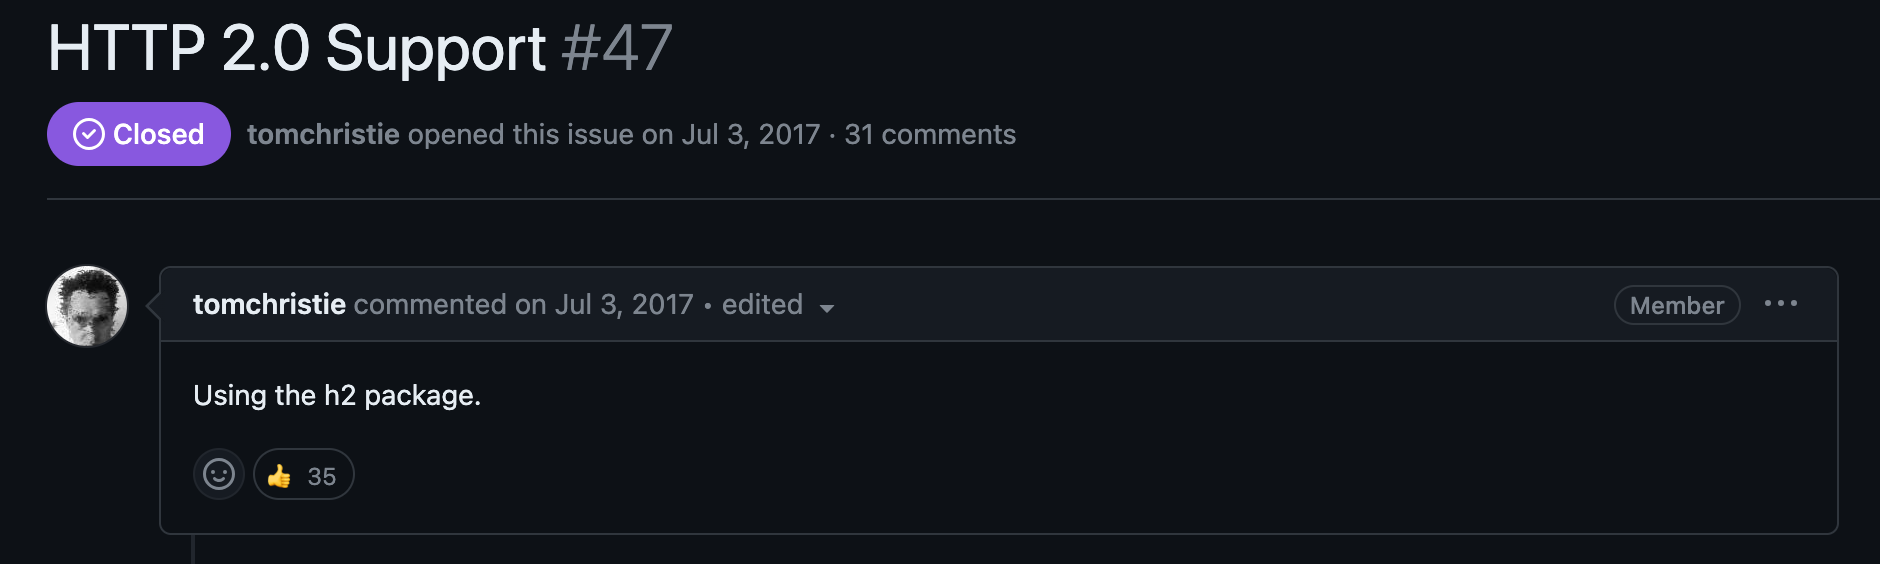 HTTP 2.0 Support #47
Closed tomchristie opened this issue on Jul 3, 2017 · 31 comments
tomchristie commented on Jul 3, 2017 • edited Member
Using the h2 package.
👍 35